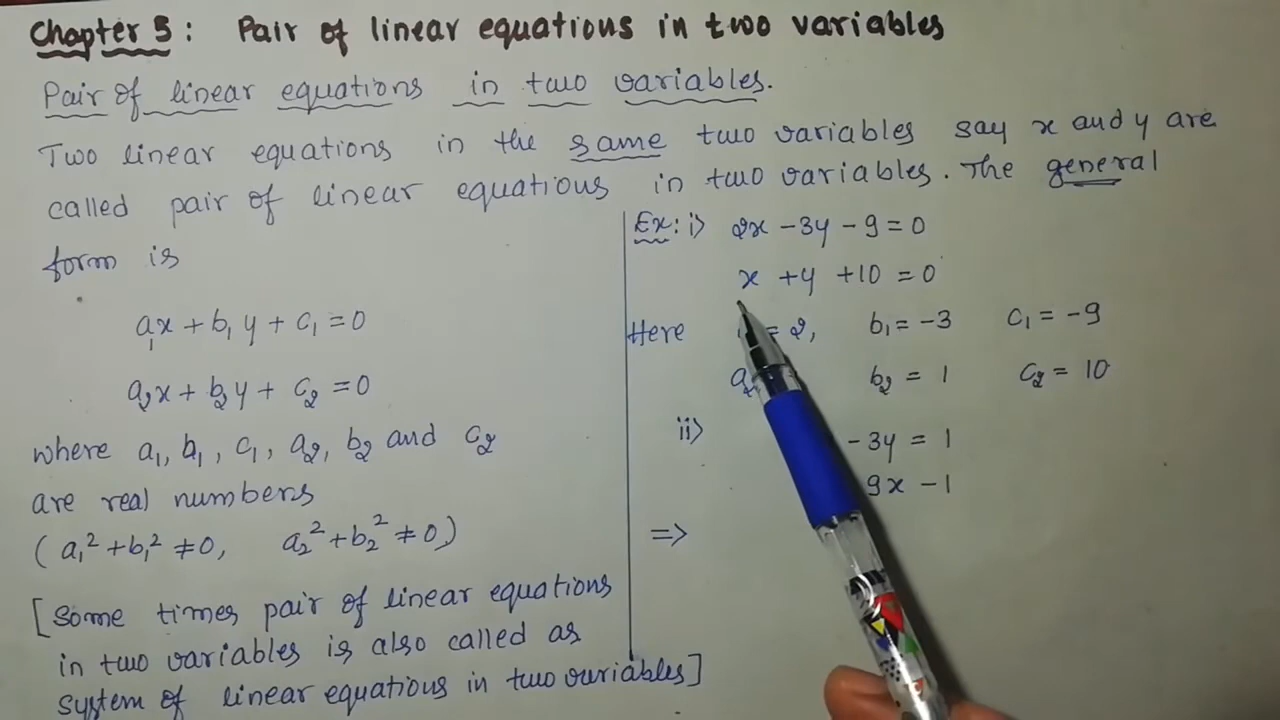 Chapter 3: Pair of linear equations in two variables
Pair of linear equations in two variables.
Two linear equations in the same two variables say x and y are
called pair of linear equations in two variables. The general
form is
a₁x + b₁y + c₁ = 0
a₂x + b₂y + c₂ = 0
where a₁, b₁, c₁, a₂, b₂ and c₂
are real numbers
(a₁² + b₁² ≠ 0, a₂² + b₂² ≠ 0)
[Some times pair of linear equations
in two variables is also called as
system of linear equations in two variables]
Ex: i) 2x - 3y - 9 = 0
x + y + 10 = 0
Here = 2, b₁ = -3 c₁ = -9
a₂ b₂ = 1 c₂ = 10
ii) - 3y = 1
9x - 1
=>